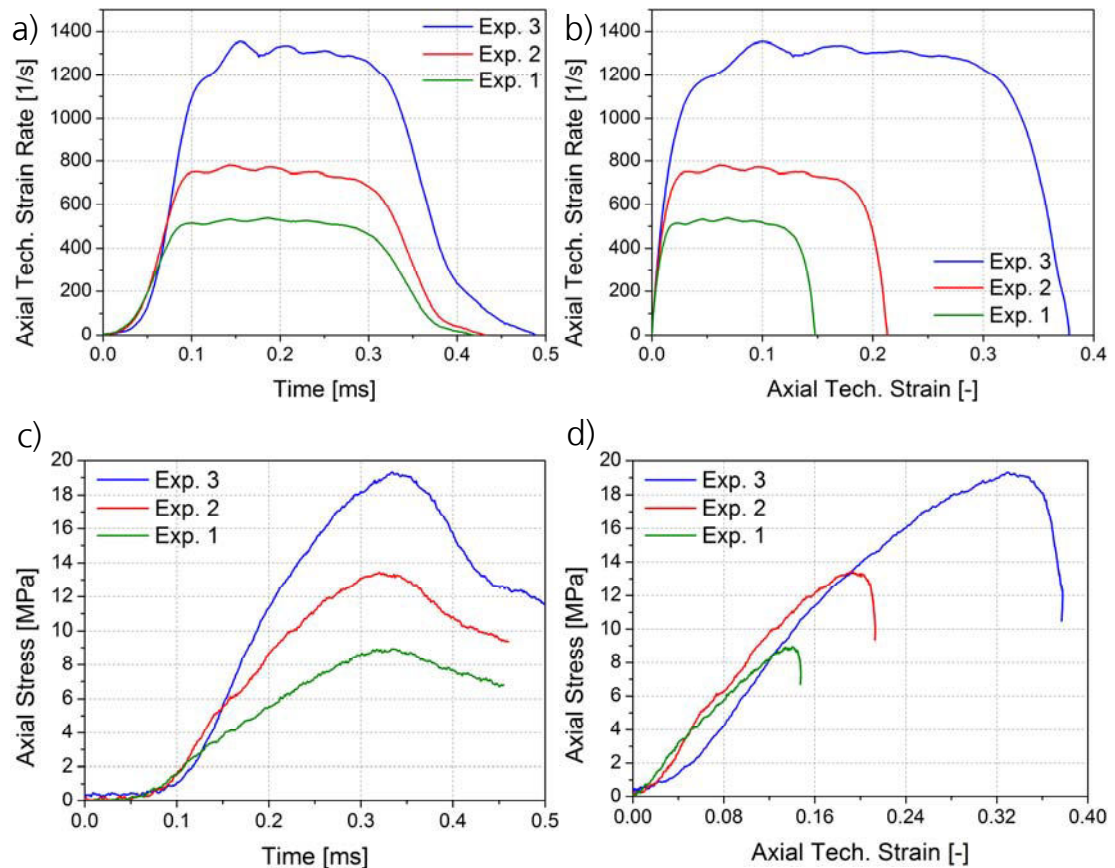 a)
Axial Tech. Strain Rate [1/s]
1400
1200
1000
800
600
400
200
0
0.0 0.1 0.2 0.3 0.4 0.5
Time [ms]
Exp. 3
Exp. 2
Exp. 1
b)
Axial Tech. Strain Rate [1/s]
1400
1200
1000
800
600
400
200
0
0.0 0.1 0.2 0.3 0.4
Axial Tech. Strain [-]
Exp. 3
Exp. 2
Exp. 1
c)
Axial Stress [MPa]
20
18
16
14
12
10
8
6
4
2
0
0.0 0.1 0.2 0.3 0.4 0.5
Time [ms]
Exp. 3
Exp. 2
Exp. 1
d)
Axial Stress [MPa]
20
18
16
14
12
10
8
6
4
2
0
0.00 0.08 0.16 0.24 0.32 0.40
Axial Tech. Strain [-]
Exp. 3
Exp. 2
Exp. 1